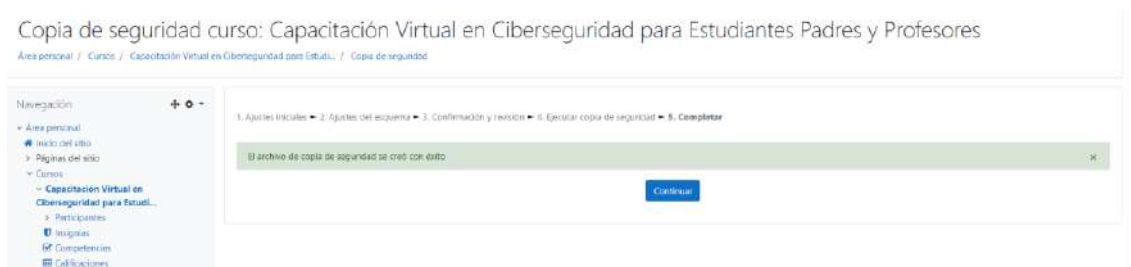 Copia de seguridad curso: Capacitación Virtual en Ciberseguridad para Estudiantes Padres y Profesores
Área personal / Cursos / Capacitación Virtual en Ciberseguridad para Estudi... / Copia de seguridad
Navegación
Área personal
Inicio del sitio
Páginas del sitio
Cursos
Capacitación Virtual en
Ciberseguridad para Estudi...
Participantes
Insignias
Competencias
Calificaciones
1. Ajustes iniciales ► 2. Ajustes del esquema ► 3. Confirmación y revisión ► 4. Ejecutar copia de seguridad ► 5. Completar
El archivo de copia de seguridad se creó con éxito
×
Continuar